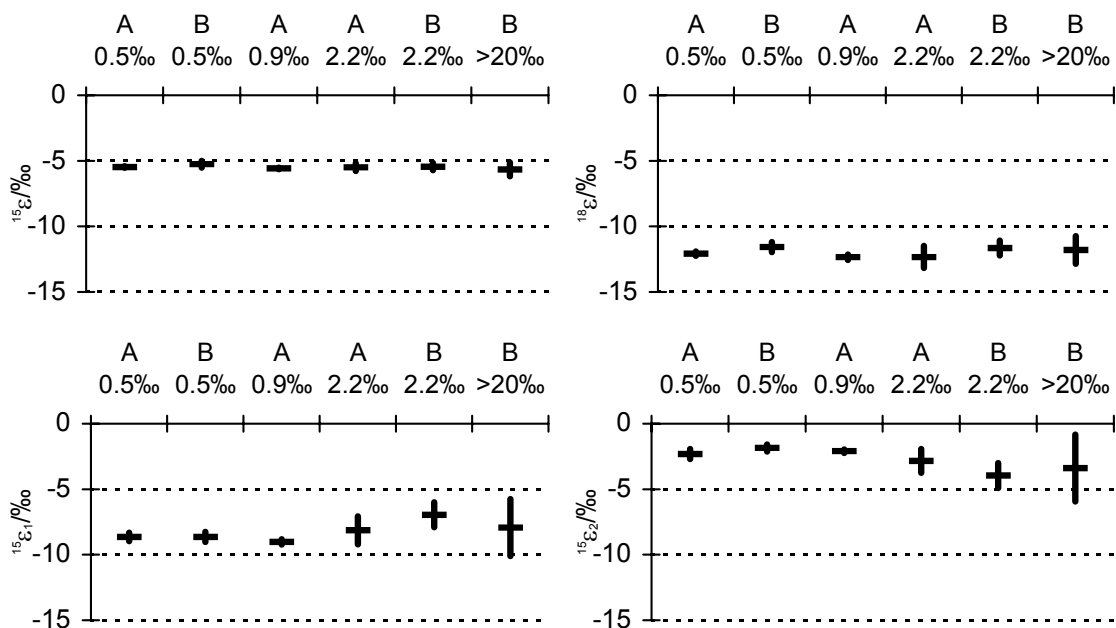 A B A A B B
0.5‰ 0.5‰ 0.9‰ 2.2‰ 2.2‰ >20‰
0
-5
-10
-15
¹⁵ε/‰
A B A A B B
0.5‰ 0.5‰ 0.9‰ 2.2‰ 2.2‰ >20‰
0
-5
-10
-15
¹⁸ε/‰
A B A A B B
0.5‰ 0.5‰ 0.9‰ 2.2‰ 2.2‰ >20‰
0
-5
-10
-15
¹⁵ε₁/‰
A B A A B B
0.5‰ 0.5‰ 0.9‰ 2.2‰ 2.2‰ >20‰
0
-5
-10
-15
¹⁵ε₂/‰